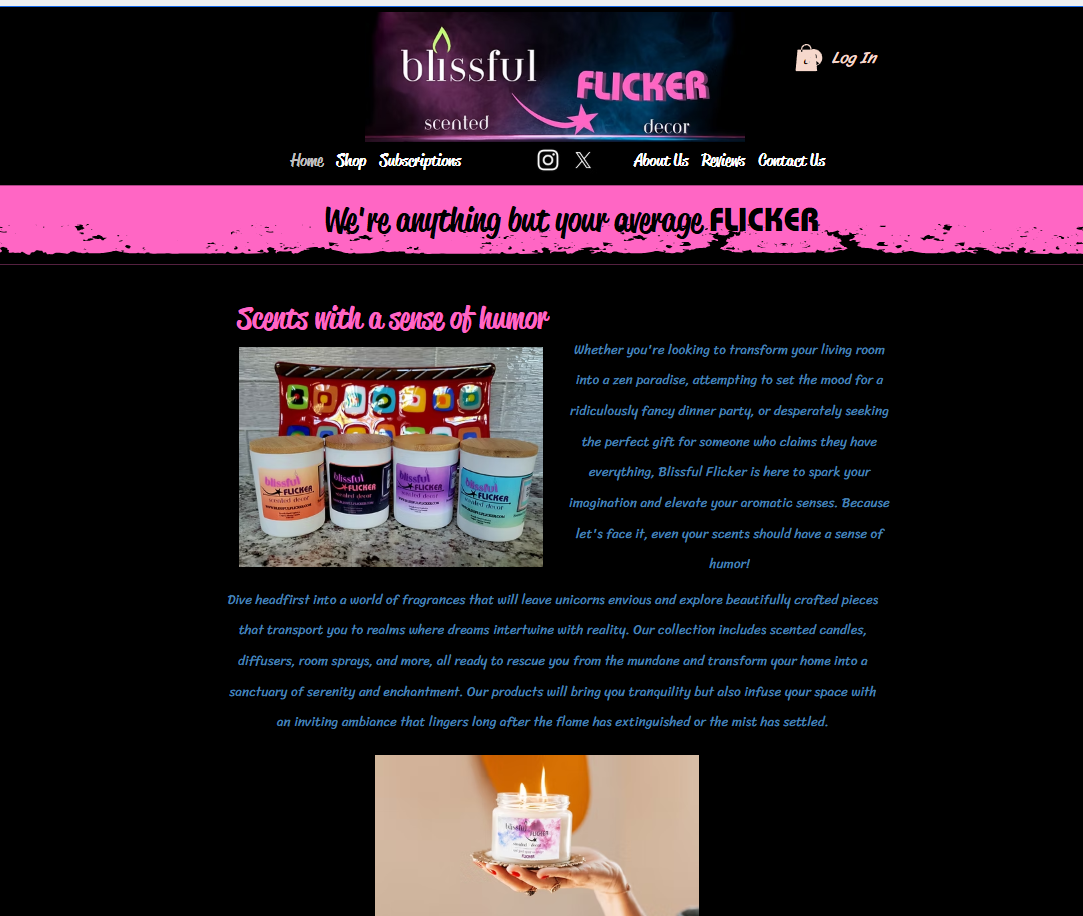 blissful
FLICKER
scented
decor
Log In
Home Shop Subscriptions About Us Reviews Contact Us
We're anything but your average FLICKER
Scents with a sense of humor
Whether you're looking to transform your living room
into a zen paradise, attempting to set the mood for a
ridiculously fancy dinner party, or desperately seeking
the perfect gift for someone who claims they have
everything, Blissful Flicker is here to spark your
imagination and elevate your aromatic senses. Because
let's face it, even your scents should have a sense of
humor!
blissful blissful blissful blissful
FLICKER FLICKER FLICKER FLICKER
scented decor scented decor scented decor scented decor
Dive headfirst into a world of fragrances that will leave unicorns envious and explore beautifully crafted pieces
that transport you to realms where dreams intertwine with reality. Our collection includes scented candles,
diffusers, room sprays, and more, all ready to rescue you from the mundane and transform your home into a
sanctuary of serenity and enchantment. Our products will bring you tranquility but also infuse your space with
an inviting ambiance that lingers long after the flame has extinguished or the mist has settled.
blissful
FLICKER
scented decor
FLICKER